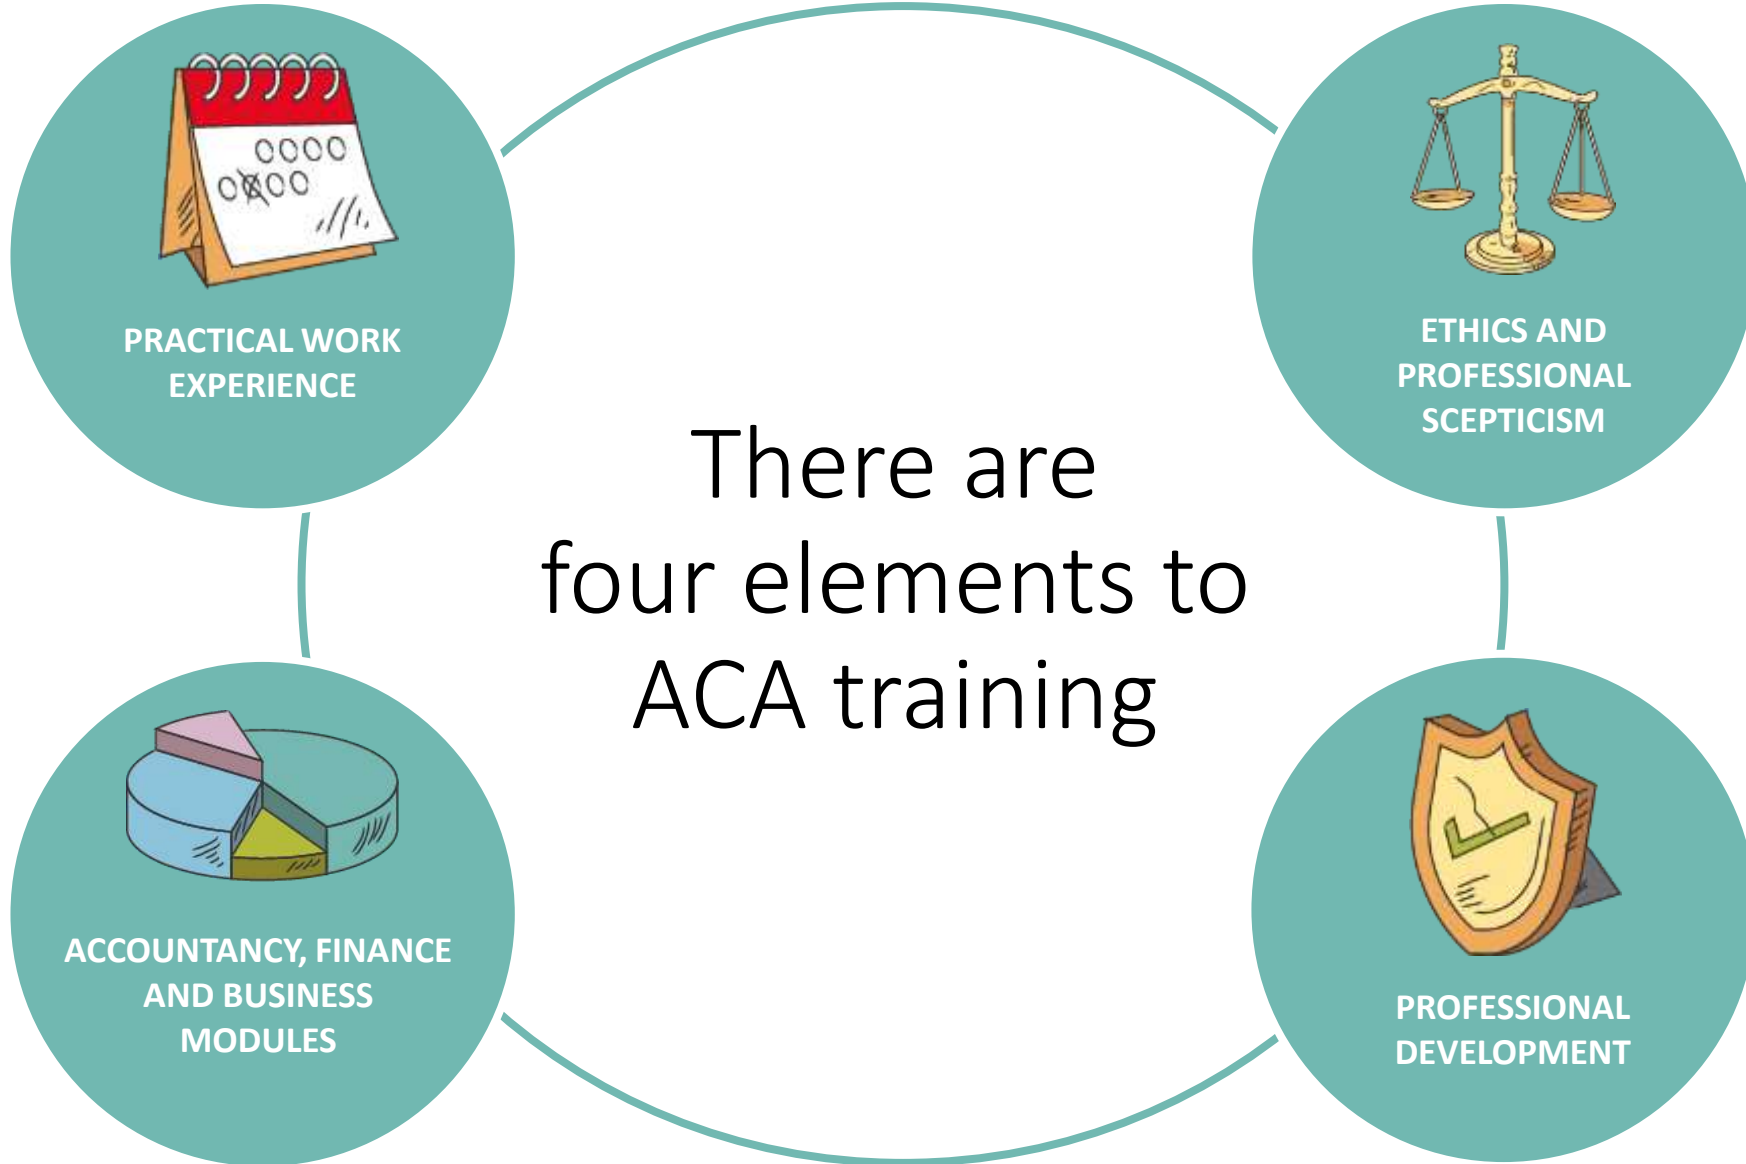 PRACTICAL WORK
EXPERIENCE
ETHICS AND
PROFESSIONAL
SCEPTICISM
There are
four elements to
ACA training
ACCOUNTANCY, FINANCE
AND BUSINESS
MODULES
PROFESSIONAL
DEVELOPMENT